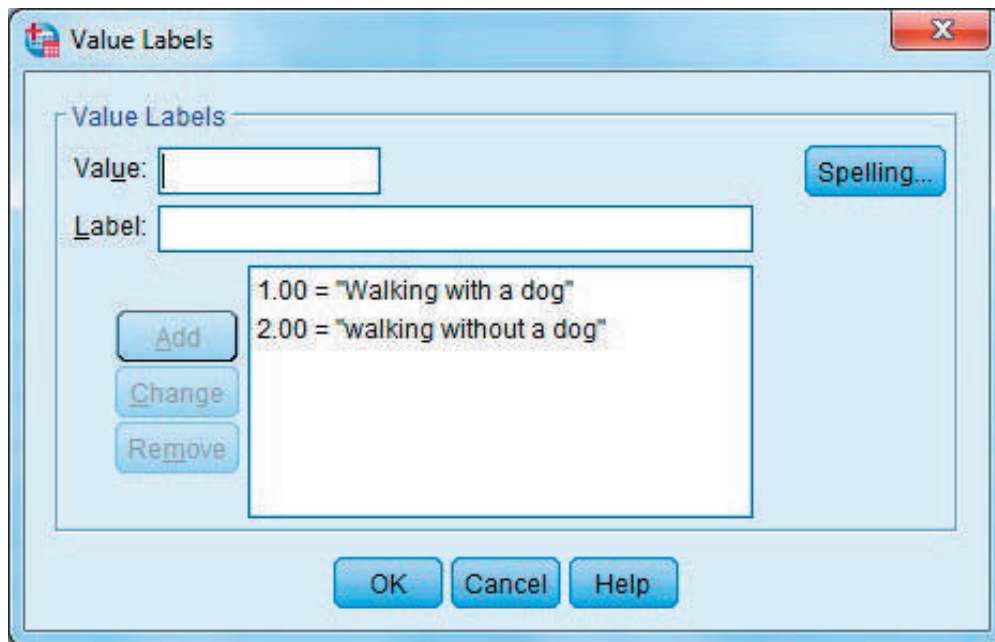 Value Labels
X
Value Labels
Value:
Spelling...
Label:
1.00 = "Walking with a dog"
2.00 = "walking without a dog"
Add
Change
Remove
OK Cancel Help